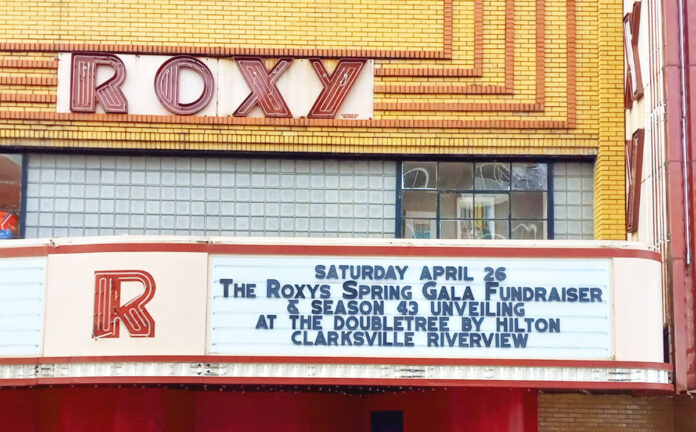 ROXY
R
SATURDAY APRIL 26
THE ROXYS SPRING GALA FUNDRAISER
& SEASON 43 UNVEILING
AT THE DOUBLETREE BY HILTON
CLARKSVILLE RIVERVIEW
XY